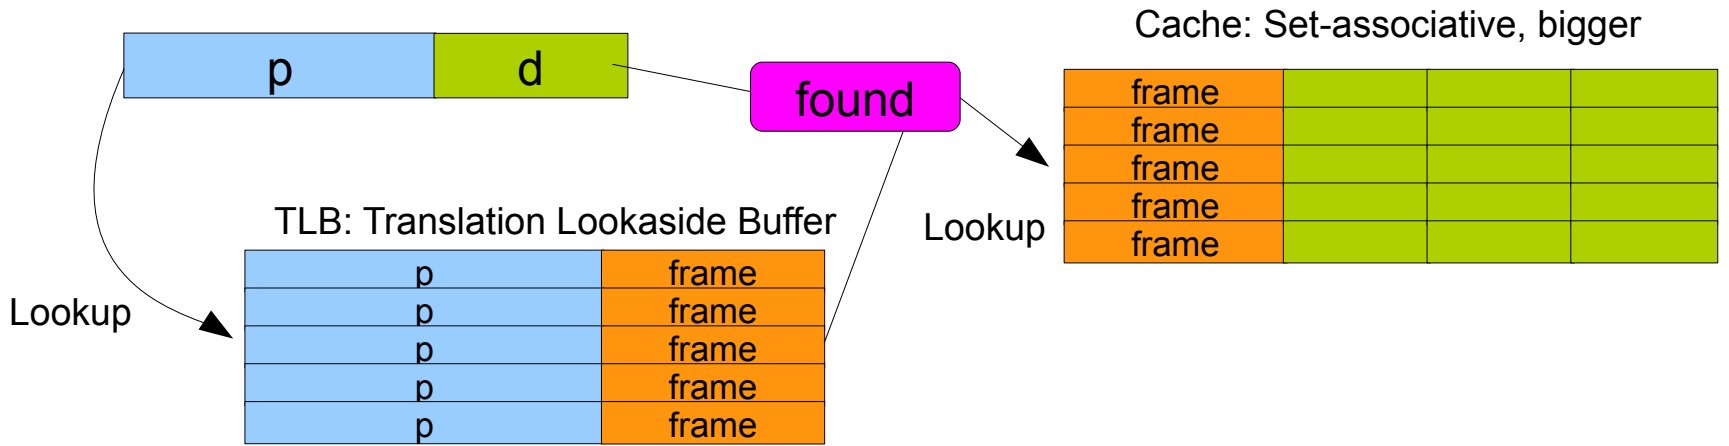 Cache: Set-associative, bigger
p d
found
frame
frame
frame
frame
frame
Lookup
TLB: Translation Lookaside Buffer
p frame
p frame
p frame
p frame
p frame
Lookup